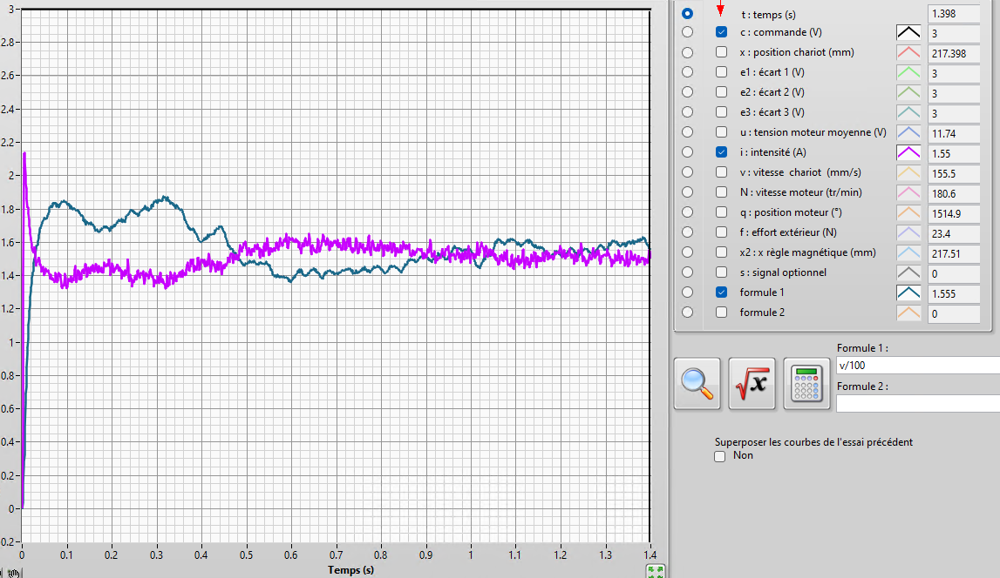 3
2.8
2.6
2.4
2.2
2
1.8
1.6
1.4
1.2
1
0.8
0.6
0.4
0.2
0
-0.2
0 0.1 0.2 0.3 0.4 0.5 0.6 0.7 0.8 0.9 1 1.1 1.2 1.3 1.4
Temps (s)
t : temps (s) 1.398
c : commande (V) 3
x : position chariot (mm) 217.398
e1 : écart 1 (V) 3
e2 : écart 2 (V) 3
e3 : écart 3 (V) 3
u : tension moteur moyenne (V) 11.74
i : intensité (A) 1.55
v : vitesse chariot (mm/s) 155.5
N : vitesse moteur (tr/min) 180.6
q : position moteur (°) 1514.9
f : effort extérieur (N) 23.4
x2 : x règle magnétique (mm) 217.51
s : signal optionnel 0
formule 1 1.555
formule 2 0
Formule 1 :
v/100
Formule 2 :
√x
Superposer les courbes de l'essai précédent
Non